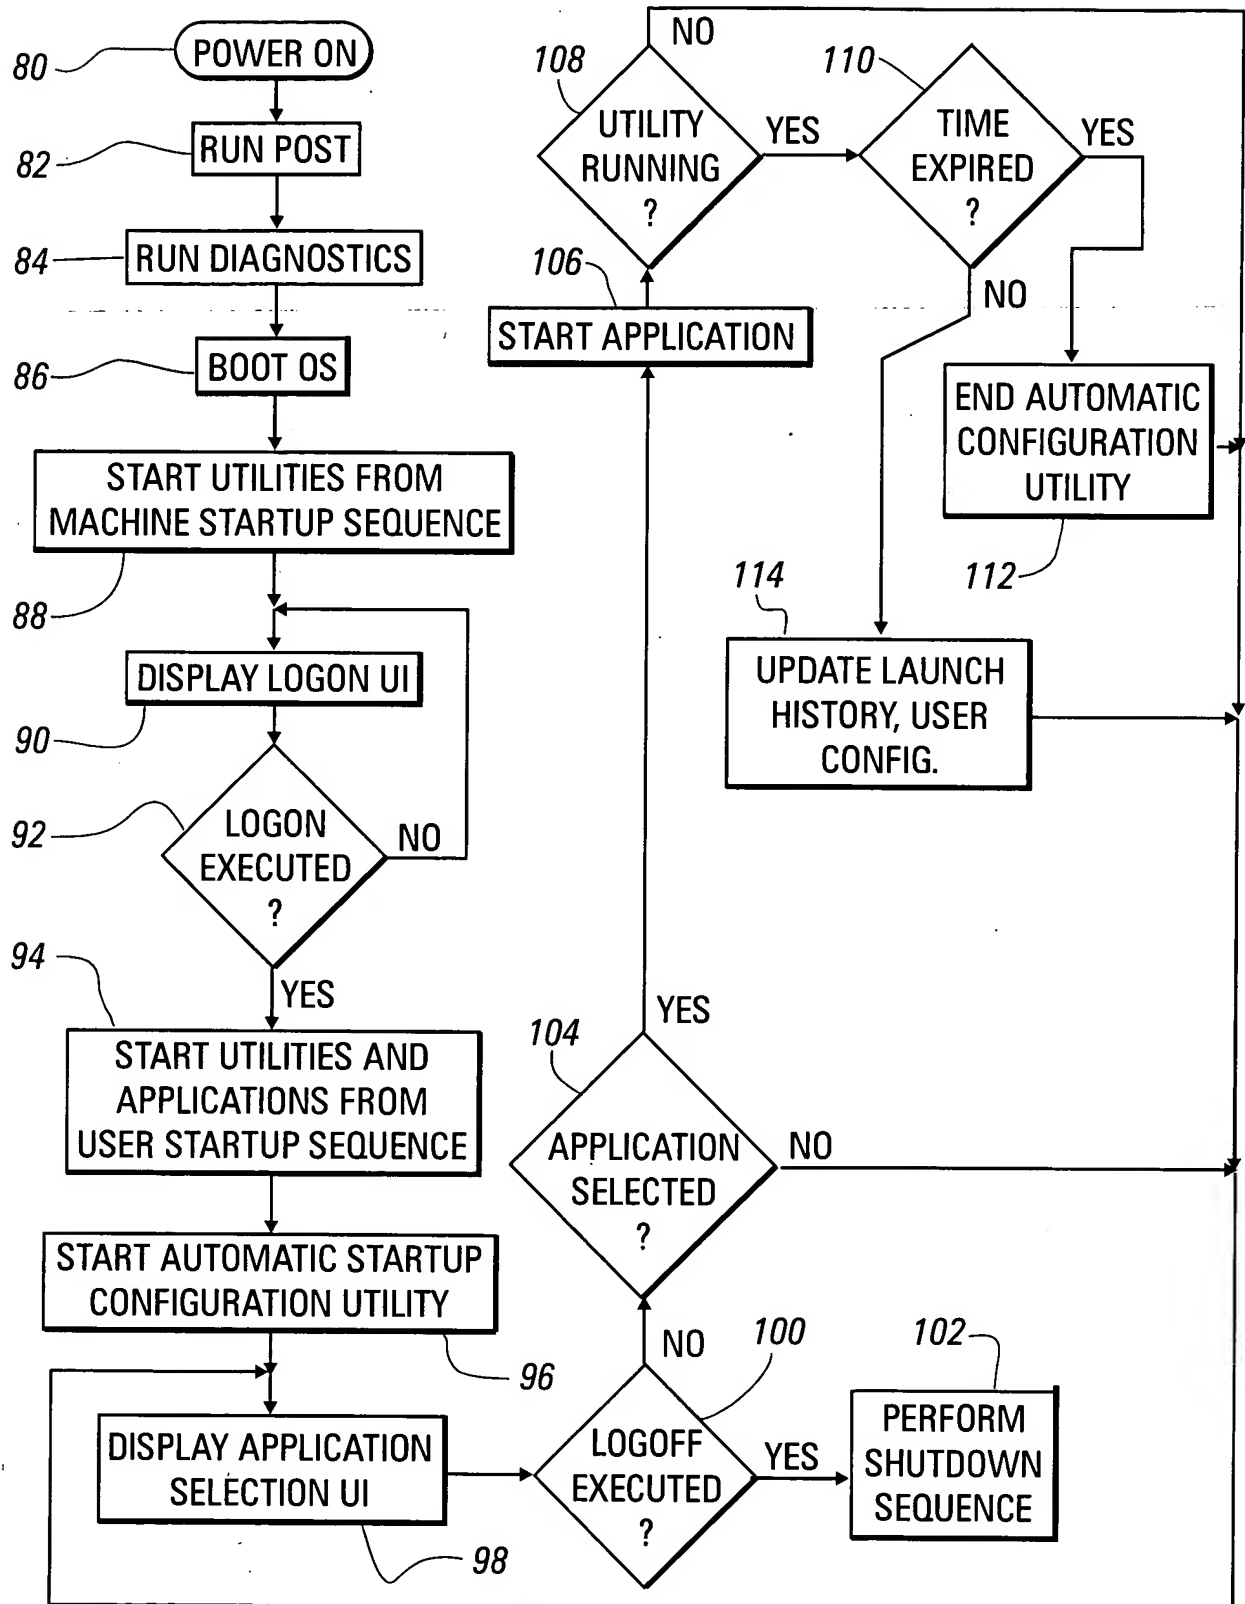 80
POWER ON
82
RUN POST
84
RUN DIAGNOSTICS
86
BOOT OS
START UTILITIES FROM
MACHINE STARTUP SEQUENCE
88
DISPLAY LOGON UI
90
92
LOGON
EXECUTED
?
NO
YES
94
START UTILITIES AND
APPLICATIONS FROM
USER STARTUP SEQUENCE
START AUTOMATIC STARTUP
CONFIGURATION UTILITY
96
DISPLAY APPLICATION
SELECTION UI
98
100
LOGOFF
EXECUTED
?
YES
NO
102
PERFORM
SHUTDOWN
SEQUENCE
104
APPLICATION
SELECTED
?
NO
YES
106
START APPLICATION
108
UTILITY
RUNNING
?
NO
YES
110
TIME
EXPIRED
?
YES
NO
END AUTOMATIC
CONFIGURATION
UTILITY
112
114
UPDATE LAUNCH
HISTORY, USER
CONFIG.